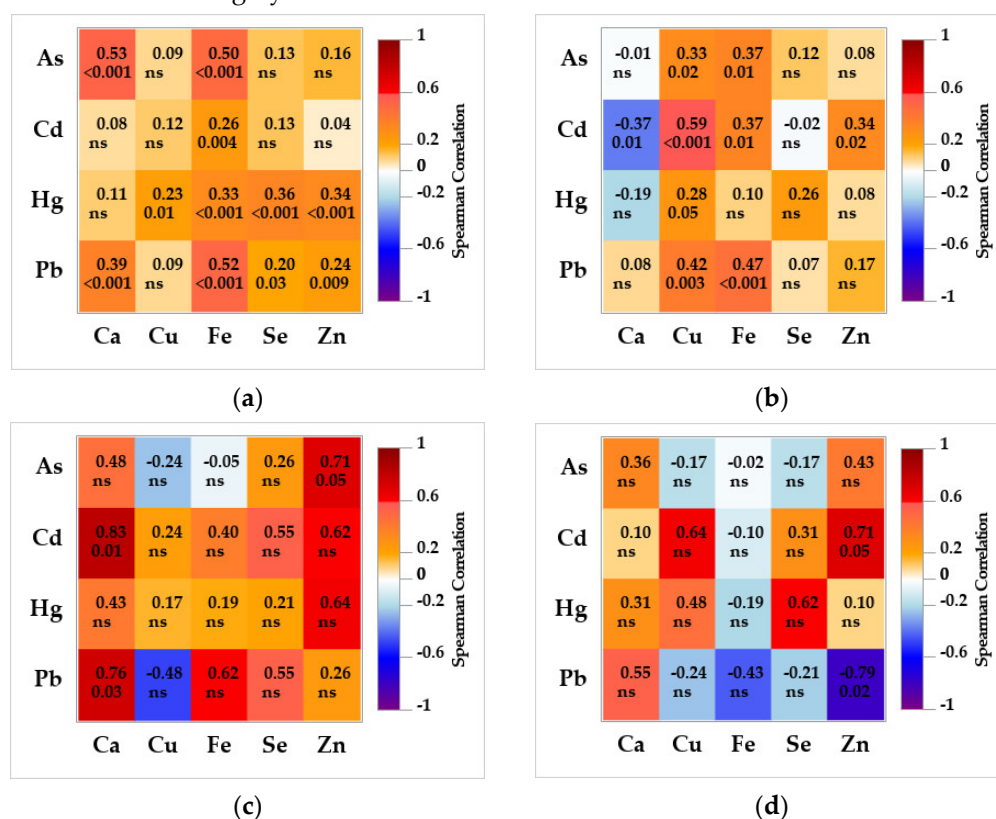 As
0.53 0.09 0.50 0.13 0.16
<0.001 ns <0.001 ns ns
Cd
0.08 0.12 0.26 0.13 0.04
ns ns 0.004 ns ns
Hg
0.11 0.23 0.33 0.36 0.34
ns 0.01 <0.001 <0.001 <0.001
Pb
0.39 0.09 0.52 0.20 0.24
<0.001 ns <0.001 0.03 0.009
Ca Cu Fe Se Zn
1
0.6
0.2
0
-0.2
-0.6
-1
Spearman Correlation
(a)
As
-0.01 0.33 0.37 0.12 0.08
ns 0.02 0.01 ns ns
Cd
-0.37 0.59 0.37 -0.02 0.34
0.01 <0.001 0.01 ns 0.02
Hg
-0.19 0.28 0.10 0.26 0.08
ns 0.05 ns ns ns
Pb
0.08 0.42 0.47 0.07 0.17
ns 0.003 <0.001 ns ns
Ca Cu Fe Se Zn
1
0.6
0.2
0
-0.2
-0.6
-1
Spearman Correlation
(b)
As
0.48 -0.24 -0.05 0.26 0.71
ns ns ns ns 0.05
Cd
0.83 0.24 0.40 0.55 0.62
0.01 ns ns ns ns
Hg
0.43 0.17 0.19 0.21 0.64
ns ns ns ns ns
Pb
0.76 -0.48 0.62 0.55 0.26
0.03 ns ns ns ns
Ca Cu Fe Se Zn
1
0.6
0.2
0
-0.2
-0.6
-1
Spearman Correlation
(c)
As
0.36 -0.17 -0.02 -0.17 0.43
ns ns ns ns ns
Cd
0.10 0.64 -0.10 0.31 0.71
ns ns ns ns 0.05
Hg
0.31 0.48 -0.19 0.62 0.10
ns ns ns ns ns
Pb
0.55 -0.24 -0.43 -0.21 -0.79
ns ns ns ns 0.02
Ca Cu Fe Se Zn
1
0.6
0.2
0
-0.2
-0.6
-1
Spearman Correlation
(d)